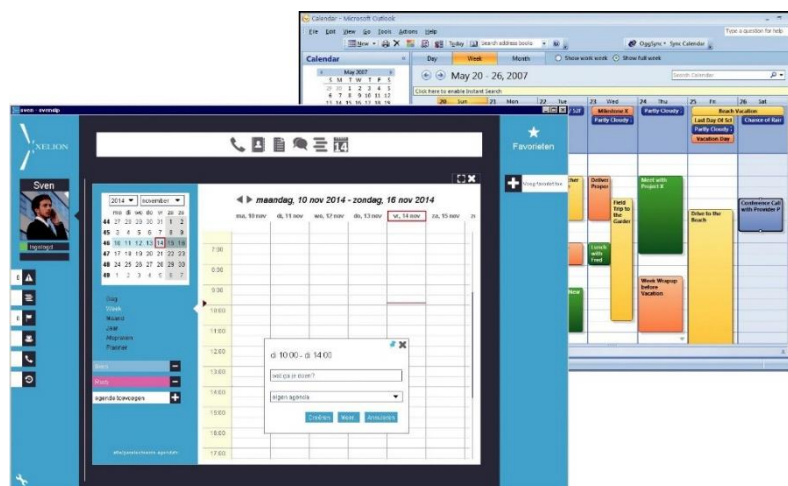 Calendar - Microsoft Outlook
File Edit View Go Tools Actions Help
Type a question for help
New
Today
Search address books
OggSync
Sync Calendar
Calendar
Day Week Month
Show work week
Show full week
May 2007
May 20 - 26, 2007
Search Calendar
S M T W T F S
Click here to enable Instant Search
20 Sun 21 Mon 22 Tue 23 Wed 24 Thu 25 Fri 26 Sat
Milestone
Beach Vacation
Partly Cloudy
Partly Cloudy
Last Day Of
Chance of Rain
Partly Cloudy
Vacation Day
Meet with
Project X
Field
Trip to
the
Drive to the
Beach
Conference Call
with Provider P
Lunch
with
Fred
Week Wrapup
before
Vacation
XELION
14
Favorieten
Sven
Ingelogd
2014 november
ma di wo do vr za zo
44 27 28 29 30 31 1 2
45 3 4 5 6 7 8 9
46 10 11 12 13 14 15 16
47 17 18 19 20 21 22 23
48 24 25 26 27 28 29 30
49 1 2 3 4 5 6 7
maandag, 10 nov 2014 - zondag, 16 nov 2014
ma, 10 nov di, 11 nov wo, 12 nov do, 13 nov vr, 14 nov za, 15 nov
7:00
8:00
9:00
10:00
11:00
12:00
13:00
14:00
15:00
16:00
17:00
Dag
Week
Maand
Jaar
Afspraken
Planner
agenda toevoegen
di 10:00 - di 14:00
wat ga je doen?
eigen agenda
Creëren Meer Annuleren